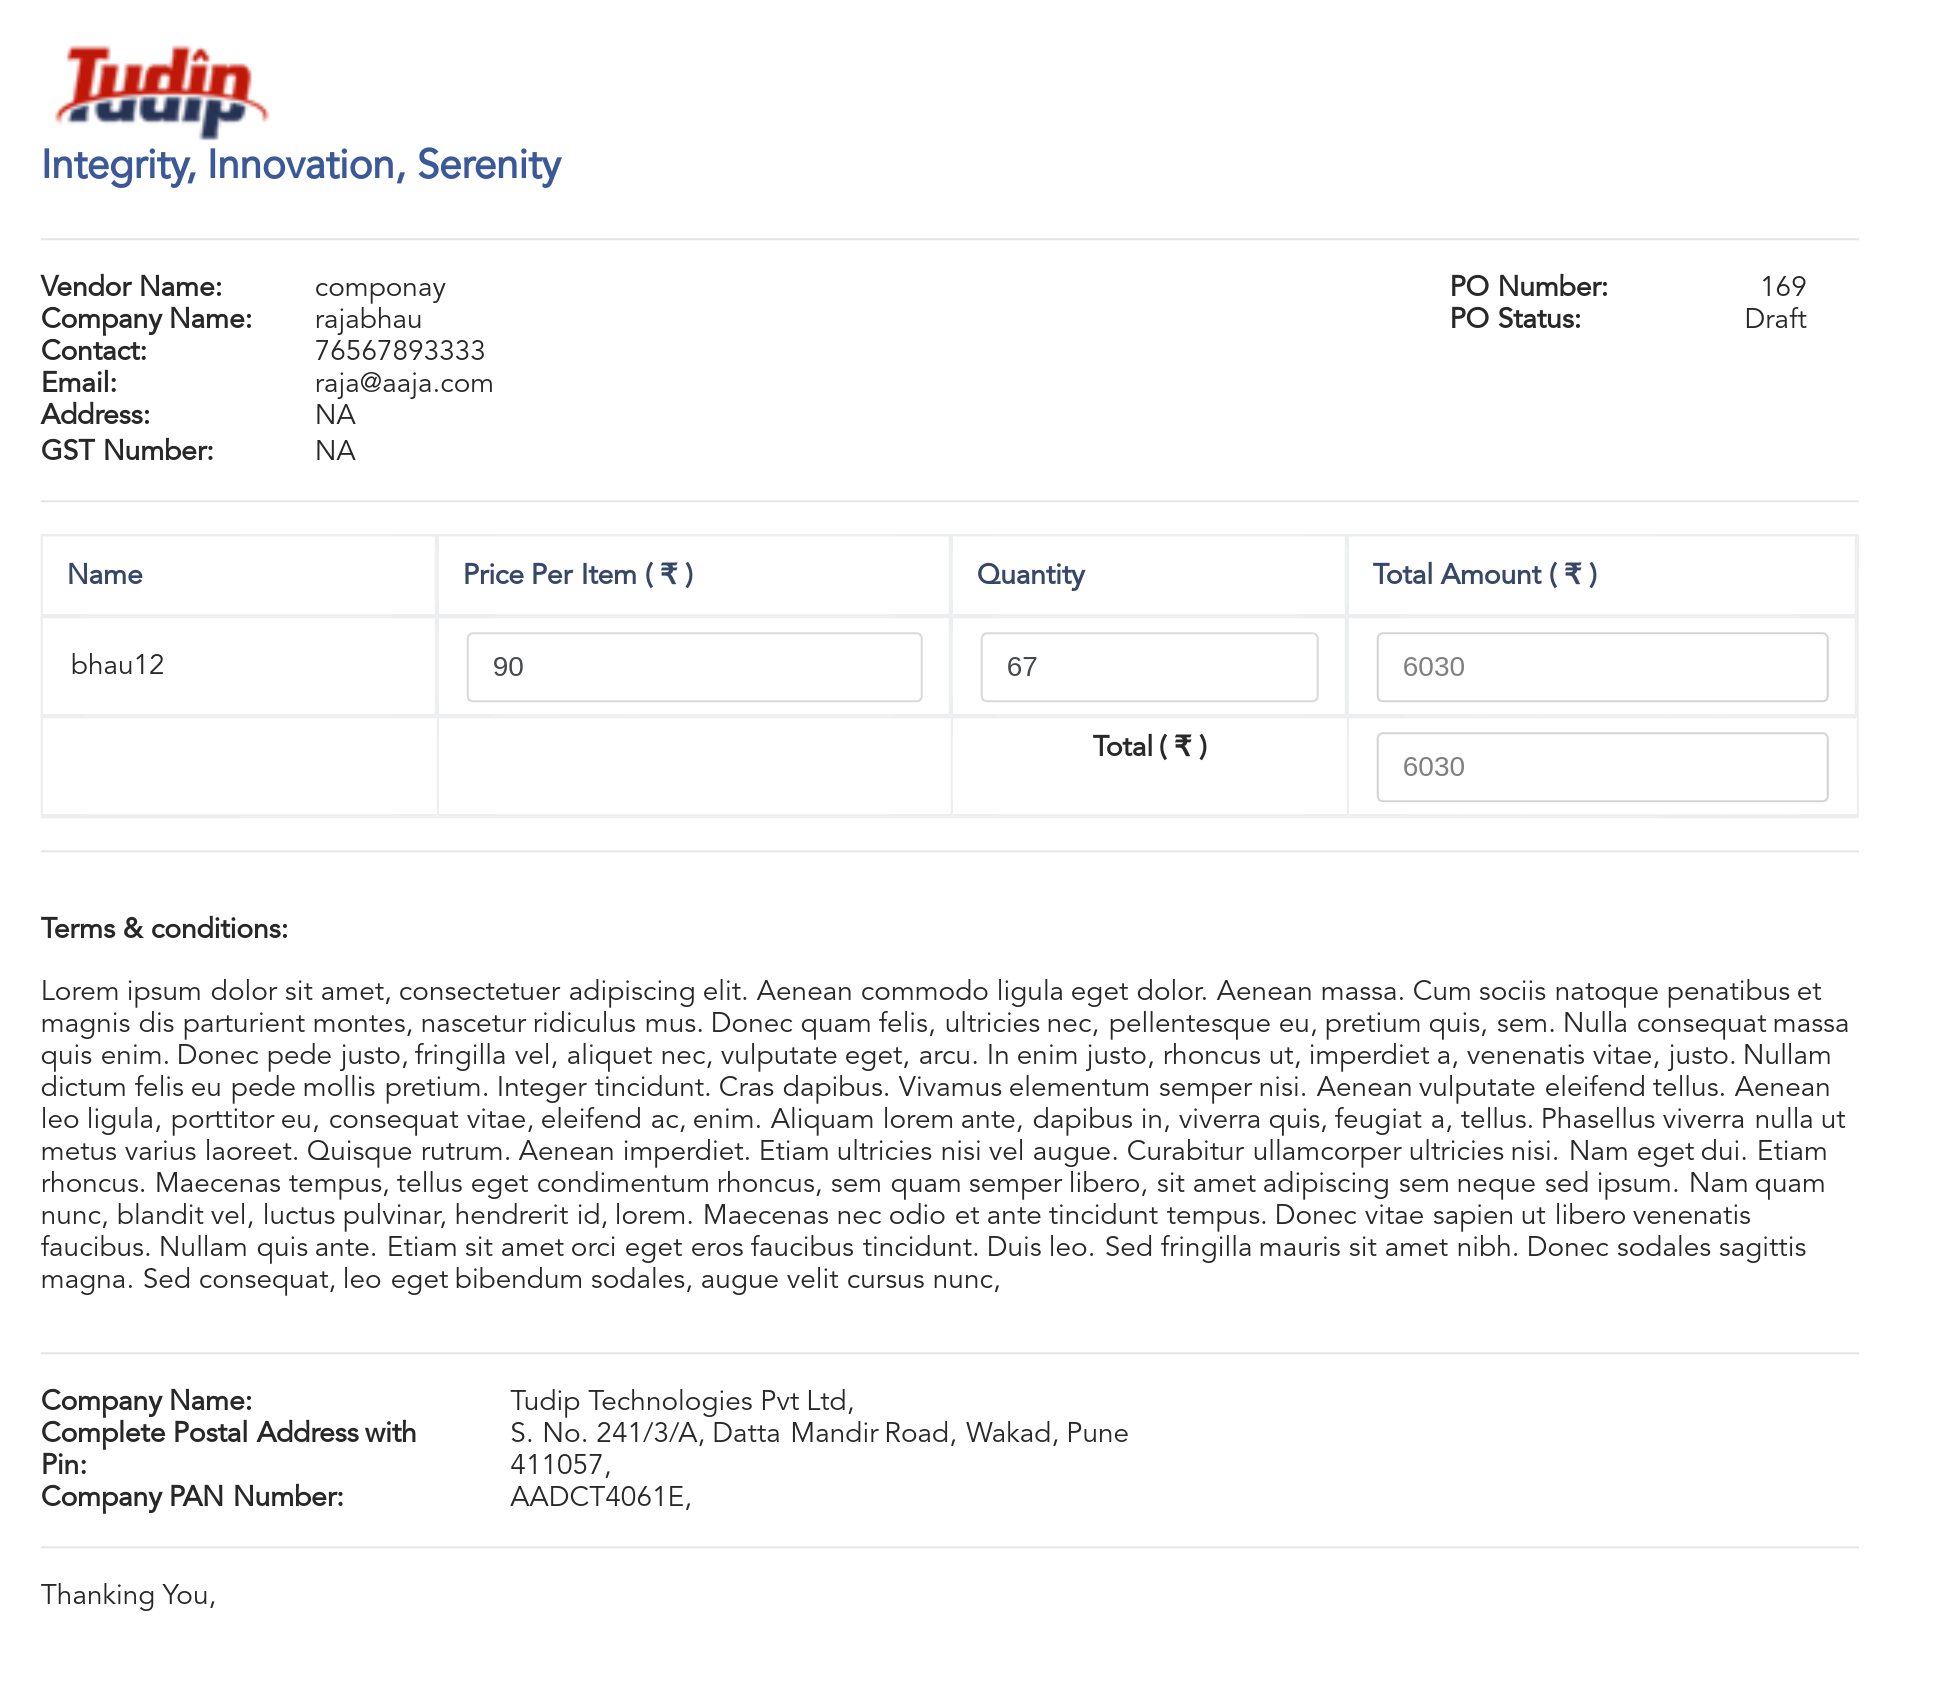 Tudip
Integrity, Innovation, Serenity
Vendor Name: componay
Company Name: rajabhau
Contact: 76567893333
Email: raja@aaja.com
Address: NA
GST Number: NA
PO Number: 169
PO Status: Draft
Name Price Per Item ( ₹ ) Quantity Total Amount ( ₹ )
bhau12 90 67 6030
Total ( ₹ ) 6030
Terms & conditions:
Lorem ipsum dolor sit amet, consectetuer adipiscing elit. Aenean commodo ligula eget dolor. Aenean massa. Cum sociis natoque penatibus et
magnis dis parturient montes, nascetur ridiculus mus. Donec quam felis, ultricies nec, pellentesque eu, pretium quis, sem. Nulla consequat massa
quis enim. Donec pede justo, fringilla vel, aliquet nec, vulputate eget, arcu. In enim justo, rhoncus ut, imperdiet a, venenatis vitae, justo. Nullam
dictum felis eu pede mollis pretium. Integer tincidunt. Cras dapibus. Vivamus elementum semper nisi. Aenean vulputate eleifend tellus. Aenean
leo ligula, porttitor eu, consequat vitae, eleifend ac, enim. Aliquam lorem ante, dapibus in, viverra quis, feugiat a, tellus. Phasellus viverra nulla ut
metus varius laoreet. Quisque rutrum. Aenean imperdiet. Etiam ultricies nisi vel augue. Curabitur ullamcorper ultricies nisi. Nam eget dui. Etiam
rhoncus. Maecenas tempus, tellus eget condimentum rhoncus, sem quam semper libero, sit amet adipiscing sem neque sed ipsum. Nam quam
nunc, blandit vel, luctus pulvinar, hendrerit id, lorem. Maecenas nec odio et ante tincidunt tempus. Donec vitae sapien ut libero venenatis
faucibus. Nullam quis ante. Etiam sit amet orci eget eros faucibus tincidunt. Duis leo. Sed fringilla mauris sit amet nibh. Donec sodales sagittis
magna. Sed consequat, leo eget bibendum sodales, augue velit cursus nunc,
Company Name: Tudip Technologies Pvt Ltd,
Complete Postal Address with S. No. 241/3/A, Datta Mandir Road, Wakad, Pune
Pin: 411057,
Company PAN Number: AADCT4061E,
Thanking You,